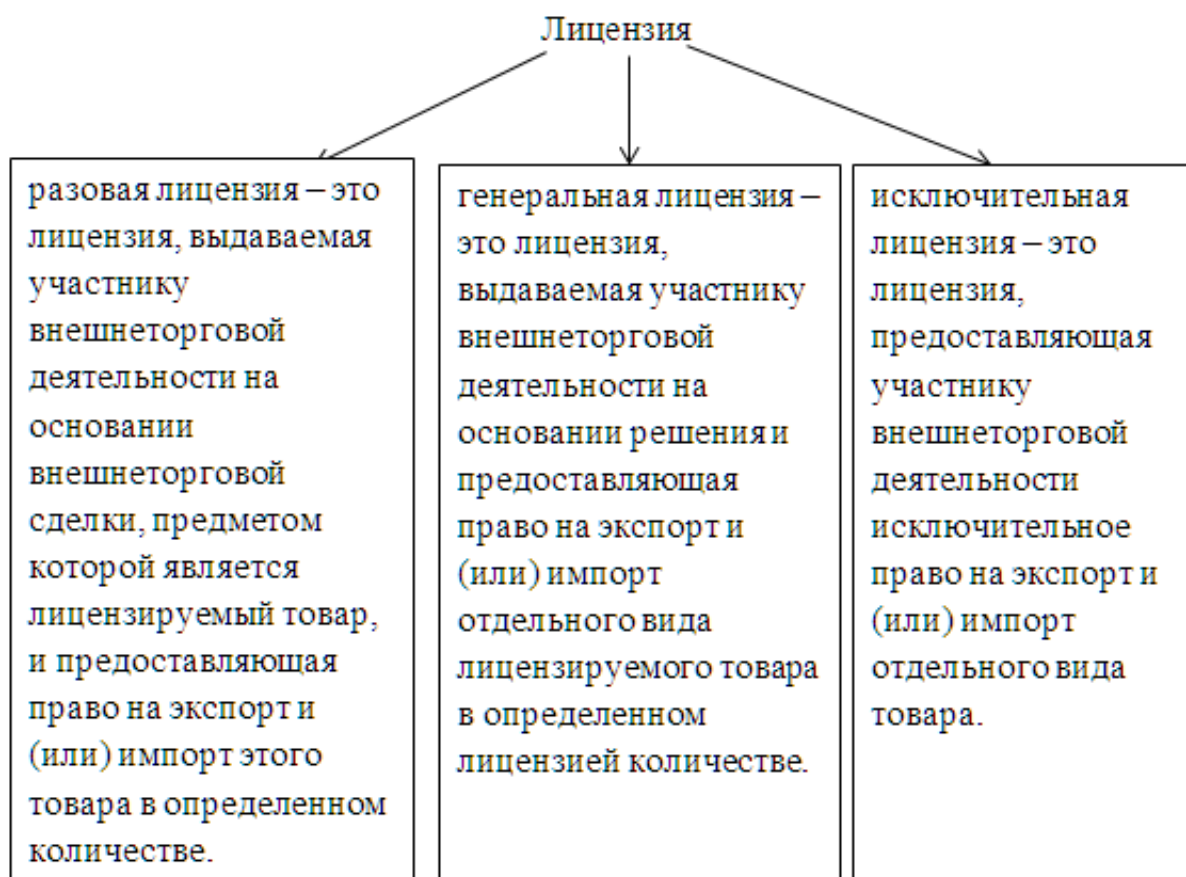 Лицензия
разовая лицензия – это
лицензия, выдаваемая
участнику
внешнеторговой
деятельности на
основании
внешнеторговой
сделки, предметом
которой является
лицензируемый товар,
и предоставляющая
право на экспорт и
(или) импорт этого
товара в определенном
количестве.
генеральная лицензия –
это лицензия,
выдаваемая участнику
внешнеторговой
деятельности на
основании решения и
предоставляющая
право на экспорт и
(или) импорт
отдельного вида
лицензируемого товара
в определенном
лицензией количестве.
исключительная
лицензия – это
лицензия,
предоставляющая
участнику
внешнеторговой
деятельности
исключительное
право на экспорт и
(или) импорт
отдельного вида
товара.